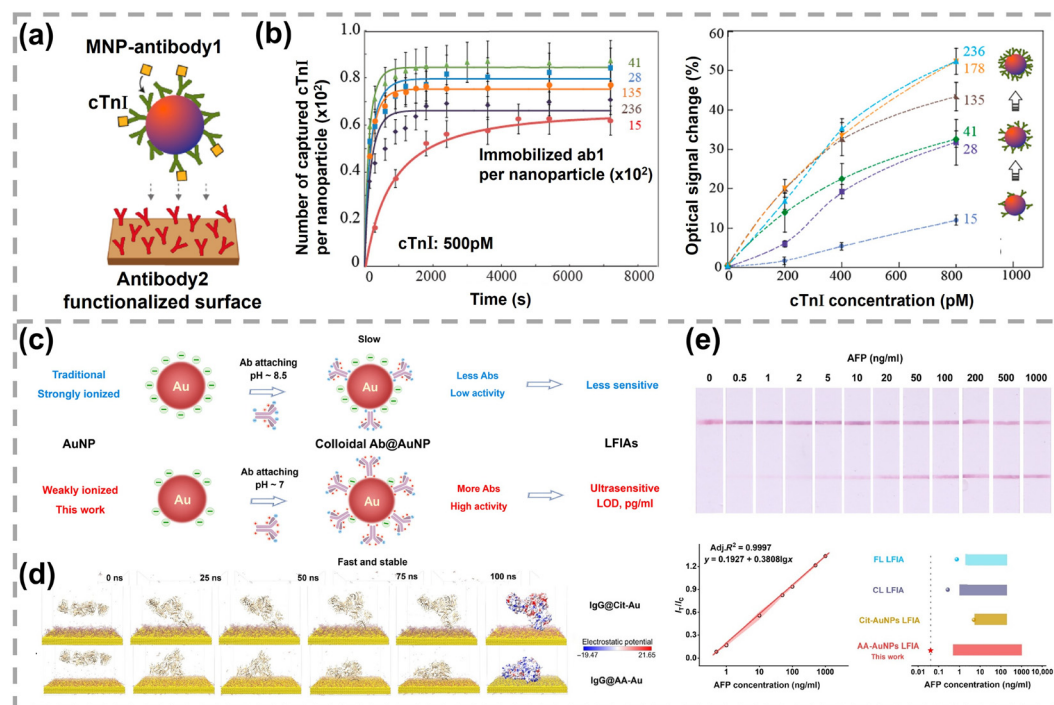 (a)
MNP-antibody1
cTnI
Antibody2
functionalized surface
(b)
Number of captured cTnI
per nanoparticle (x10²)
1.0
0.8
0.6
0.4
0.2
0
0 2000 4000 6000 8000
Time (s)
41
28
135
236
15
Immobilized ab1
per nanoparticle (x10²)
cTnI: 500pM
Optical signal change (%)
60
50
40
30
20
10
0
0 200 400 600 800 1000
cTnI concentration (pM)
236
178
135
41
28
15
(c)
Traditional
Strongly ionized
Au
Ab attaching
pH ~ 8.5
Slow
Au
Less Abs
Low activity
Less sensitive
AuNP
Colloidal Ab@AuNP
LFIAs
Weakly ionized
This work
Au
Ab attaching
pH ~ 7
Au
More Abs
High activity
Ultrasensitive
LOD, pg/ml
Fast and stable
(d)
0 ns 25 ns 50 ns 75 ns 100 ns
IgG@Cit-Au
Electrostatic potential
−19.47 21.65
IgG@AA-Au
(e)
AFP (ng/ml)
0 0.5 1 2 5 10 20 50 100 200 500 1000
Adj.R² = 0.9997
y = 0.1927 + 0.3808lgx
I_T/I_C
1.2
0.9
0.6
0.3
0.0
1 10 100 1000
AFP concentration (ng/ml)
FL LFIA
CL LFIA
Cit-AuNPs LFIA
AA-AuNPs LFIA
This work
0.01 0.1 1 10 100 1000 10,000
AFP concentration (ng/ml)